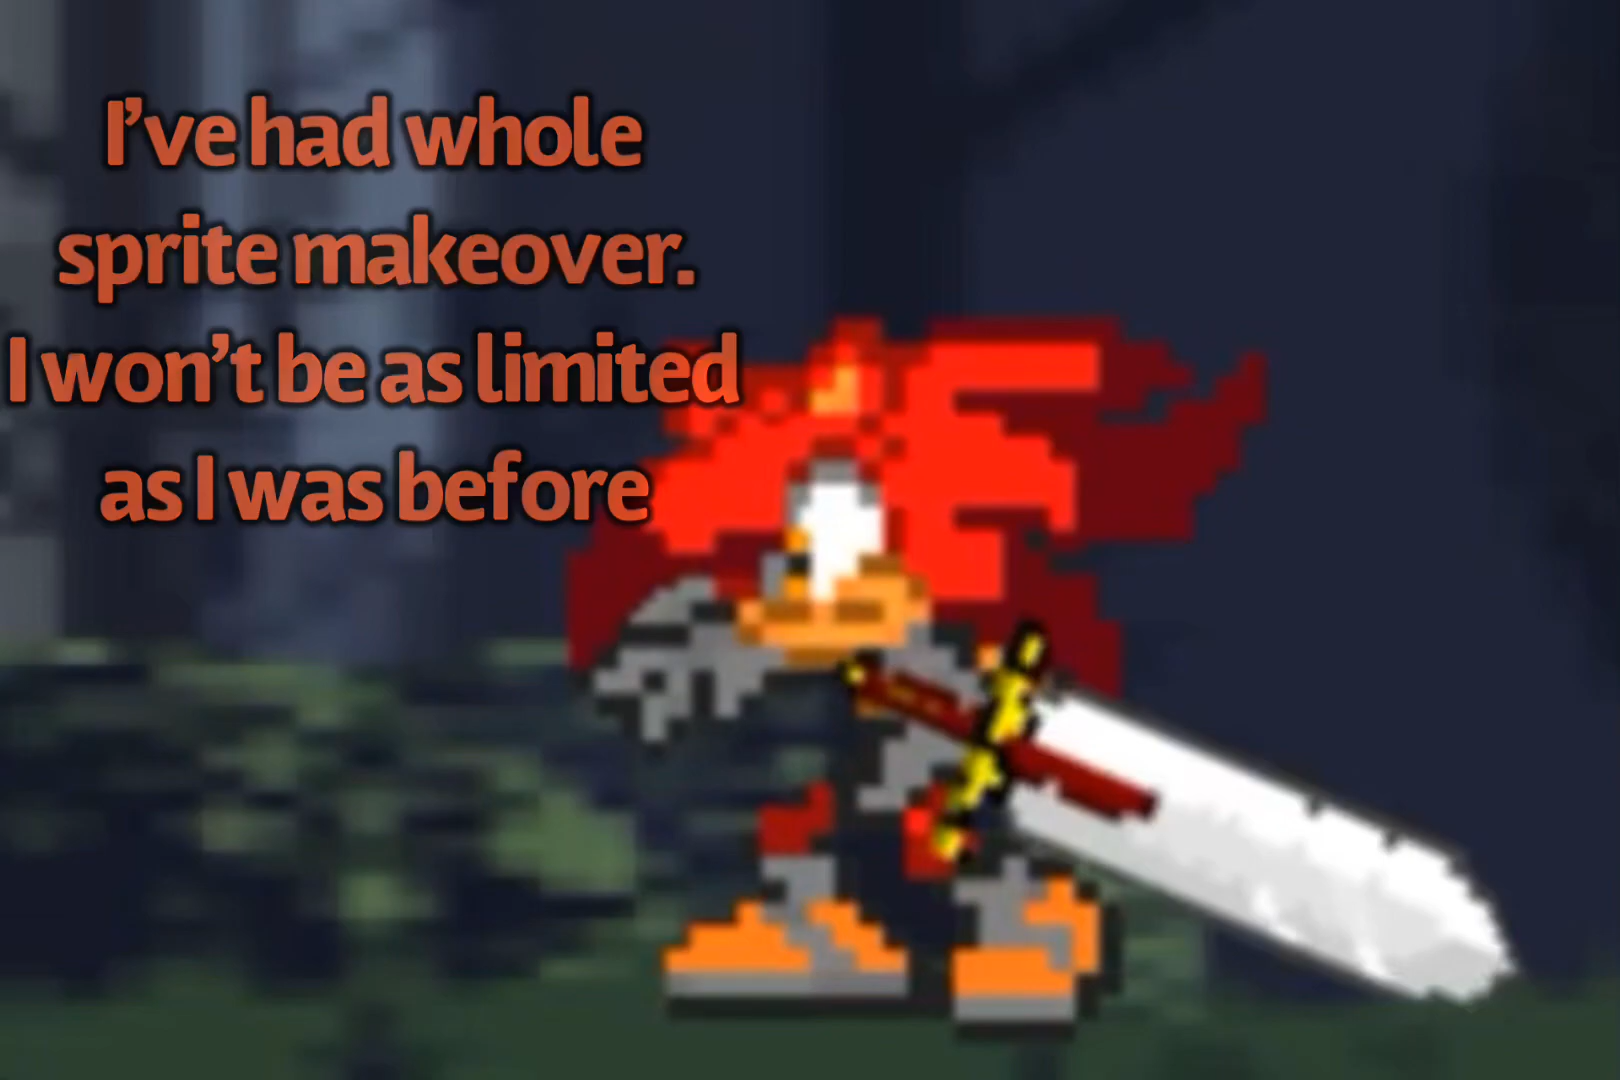 I’ve had whole
sprite makeover.
I won’t be as limited
as I was before